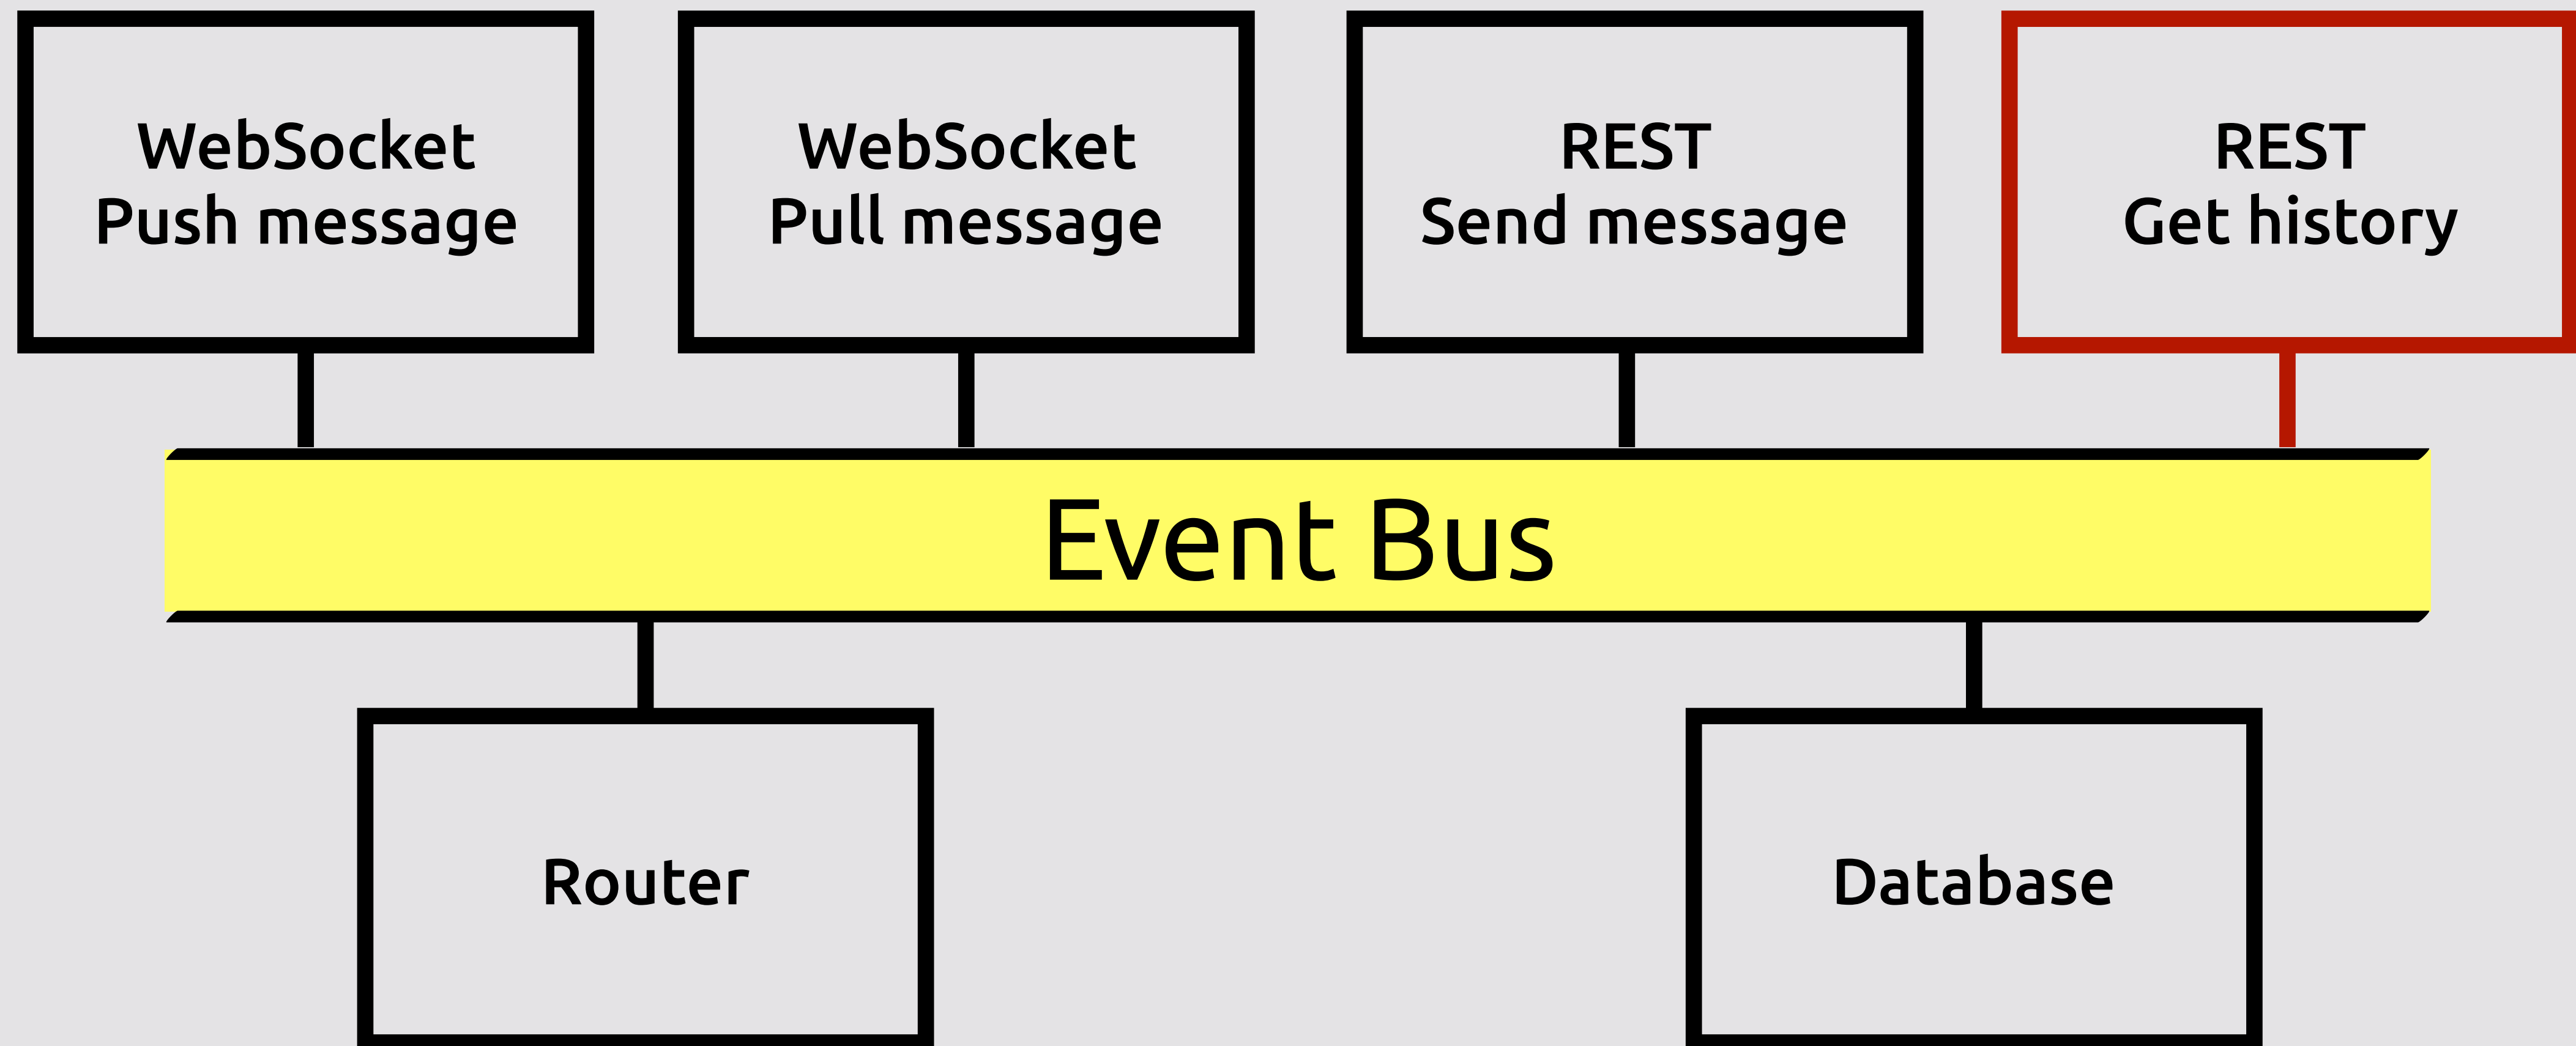 WebSocket
Push message
WebSocket
Pull message
REST
Send message
REST
Get history
Event Bus
Router
Database